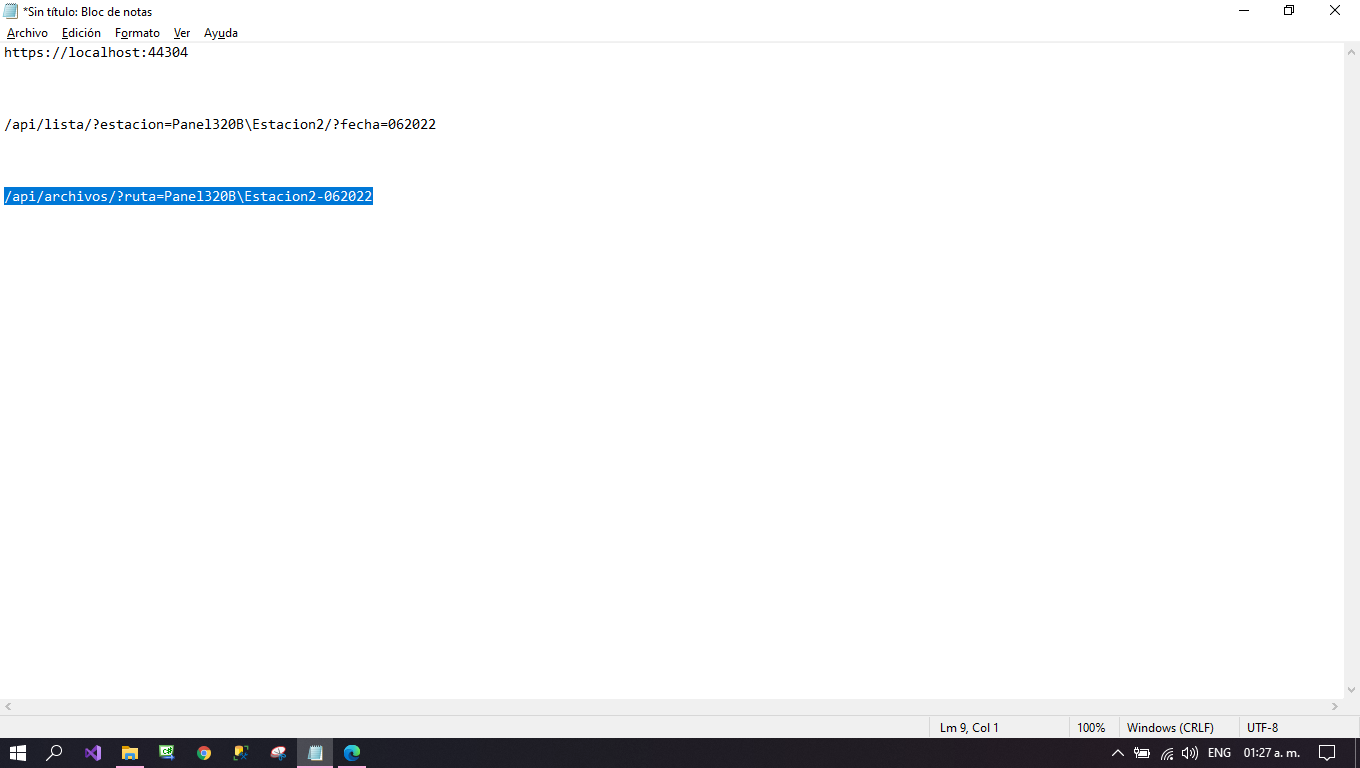 *Sin título: Bloc de notas
Archivo Edición Formato Ver Ayuda
https://localhost:44304
/api/lista/?estacion=Panel320B\Estacion2/?fecha=062022
/api/archivos/?ruta=Panel320B\Estacion2-062022
Lm 9, Col 1 100% Windows (CRLF) UTF-8
C# ENG 01:27 a. m.